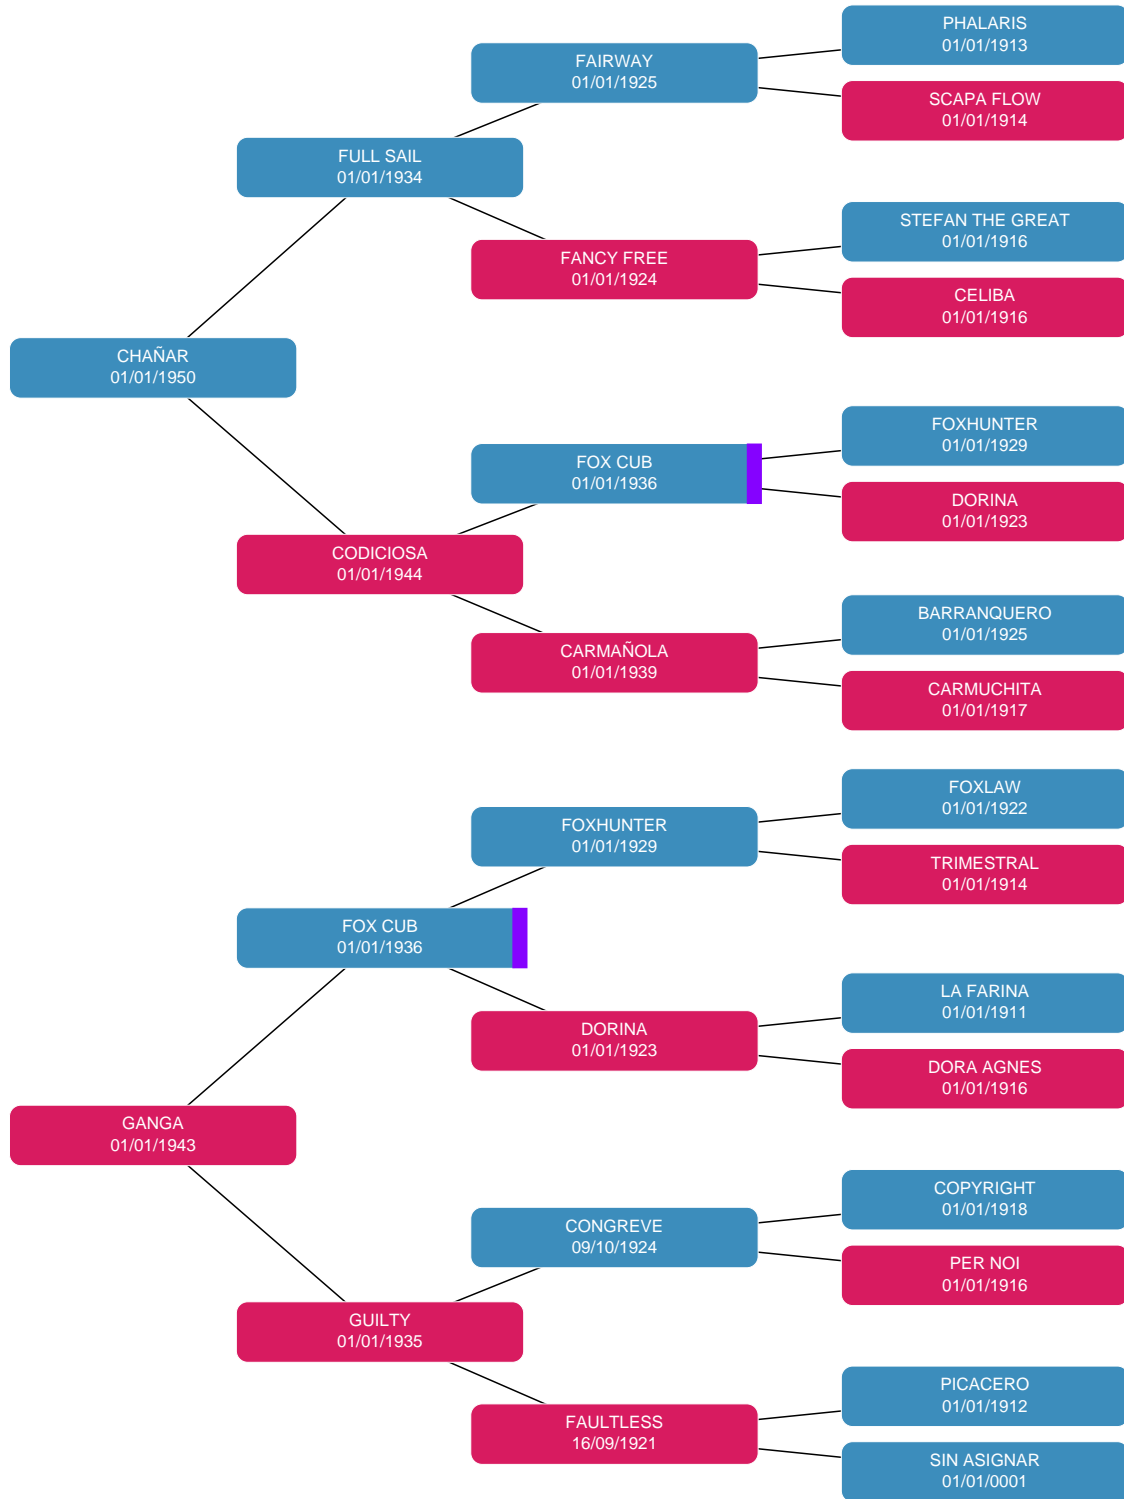 PHALARIS
01/01/1913
FAIRWAY
01/01/1925
SCAPA FLOW
01/01/1914
FULL SAIL
01/01/1934
STEFAN THE GREAT
01/01/1916
FANCY FREE
01/01/1924
CELIBA
01/01/1916
CHAÑAR
01/01/1950
FOXHUNTER
01/01/1929
FOX CUB
01/01/1936
DORINA
01/01/1923
CODICIOSA
01/01/1944
BARRANQUERO
01/01/1925
CARMAÑOLA
01/01/1939
CARMUCHITA
01/01/1917
FOXLAW
01/01/1922
FOXHUNTER
01/01/1929
TRIMESTRAL
01/01/1914
FOX CUB
01/01/1936
LA FARINA
01/01/1911
DORINA
01/01/1923
DORA AGNES
01/01/1916
GANGA
01/01/1943
COPYRIGHT
01/01/1918
CONGREVE
09/10/1924
PER NOI
01/01/1916
GUILTY
01/01/1935
PICACERO
01/01/1912
FAULTLESS
16/09/1921
SIN ASIGNAR
01/01/0001